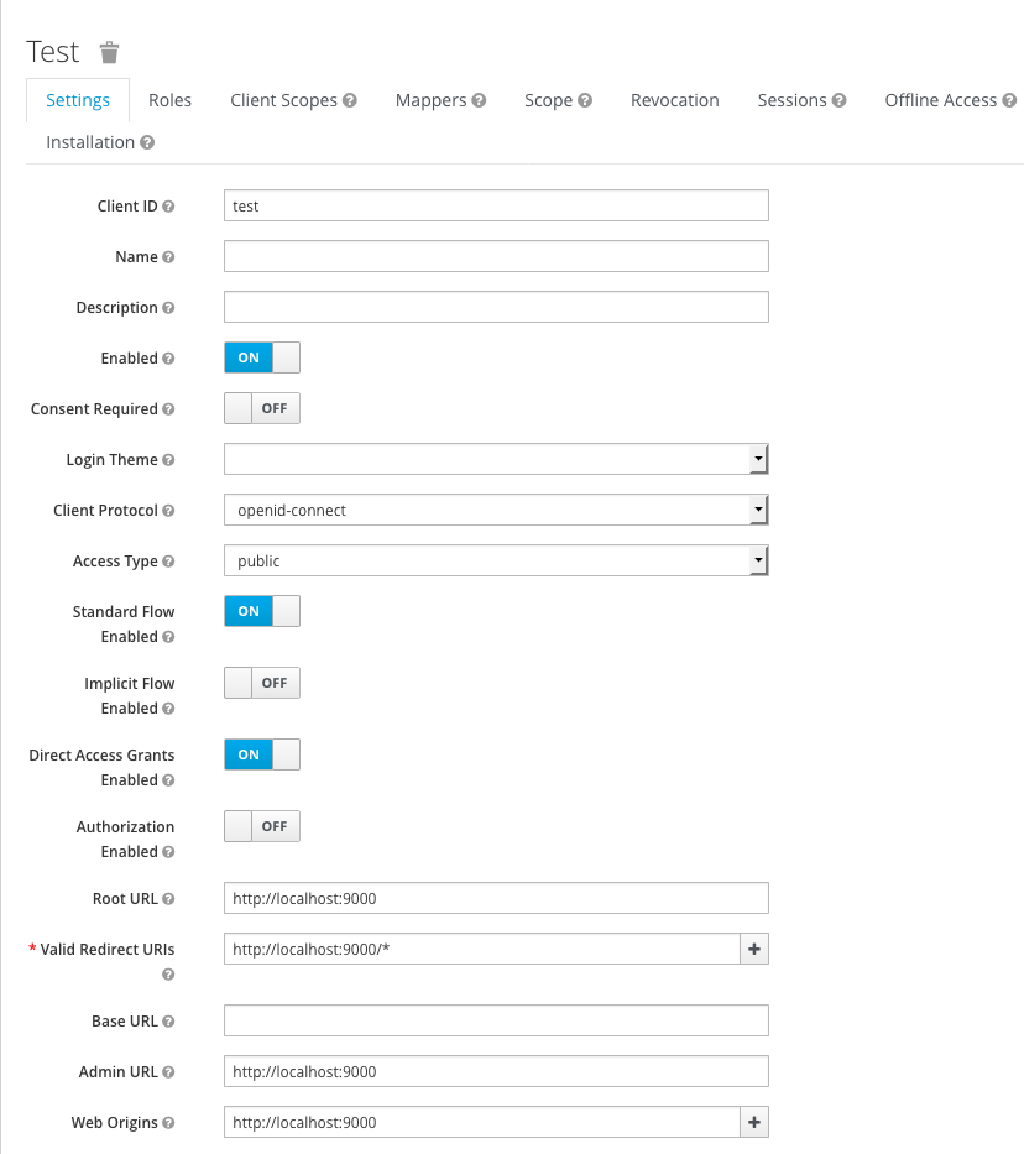 Test
Settings Roles Client Scopes Mappers Scope Revocation Sessions Offline Access
Installation
Client ID test
Name
Description
Enabled ON
Consent Required OFF
Login Theme
Client Protocol openid-connect
Access Type public
Standard Flow ON
Enabled
Implicit Flow OFF
Enabled
Direct Access Grants ON
Enabled
Authorization OFF
Enabled
Root URL http://localhost:9000
* Valid Redirect URIs http://localhost:9000/*
Base URL
Admin URL http://localhost:9000
Web Origins http://localhost:9000